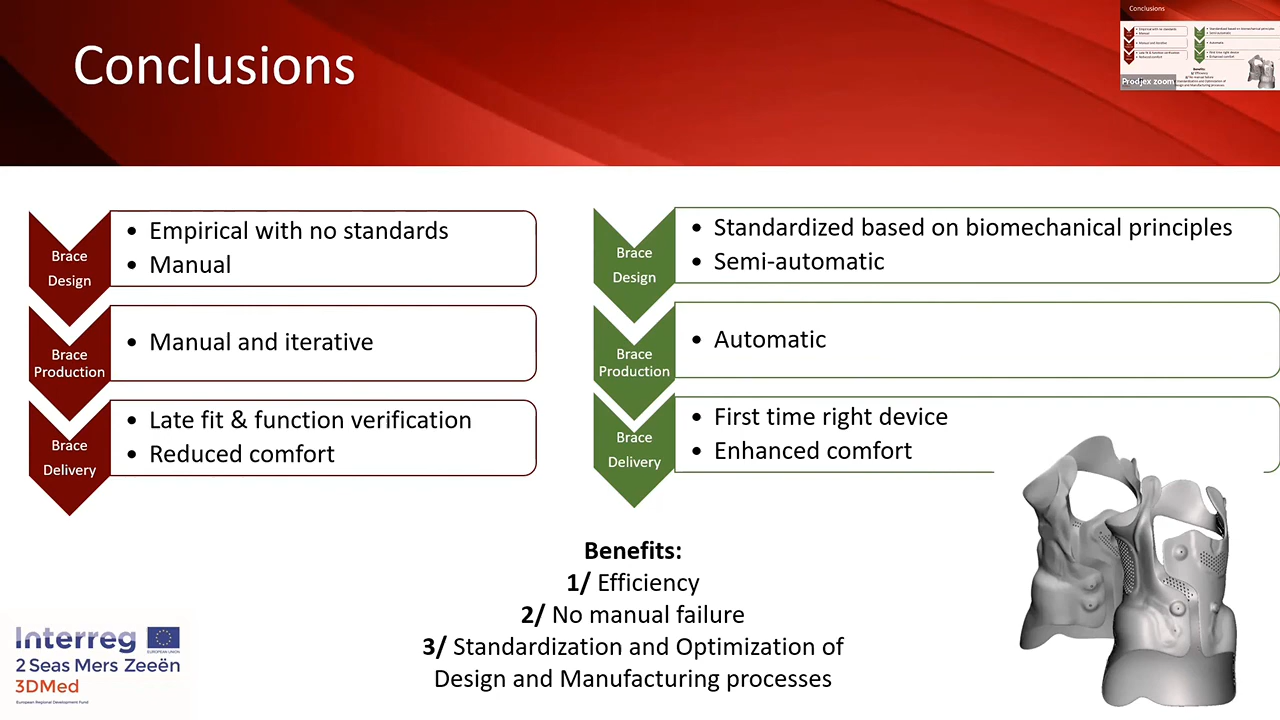 Conclusions
Brace
Design
• Empirical with no standards
• Manual
Brace
Production
• Manual and iterative
Brace
Delivery
• Late fit & function verification
• Reduced comfort
Brace
Design
• Standardized based on biomechanical principles
• Semi-automatic
Brace
Production
• Automatic
Brace
Delivery
• First time right device
• Enhanced comfort
Benefits:
1/ Efficiency
2/ No manual failure
3/ Standardization and Optimization of
Design and Manufacturing processes
Interreg
EUROPEAN UNION
2 Seas Mers Zeeën
3DMed
European Regional Development Fund
Conclusions
Prodjex zoom